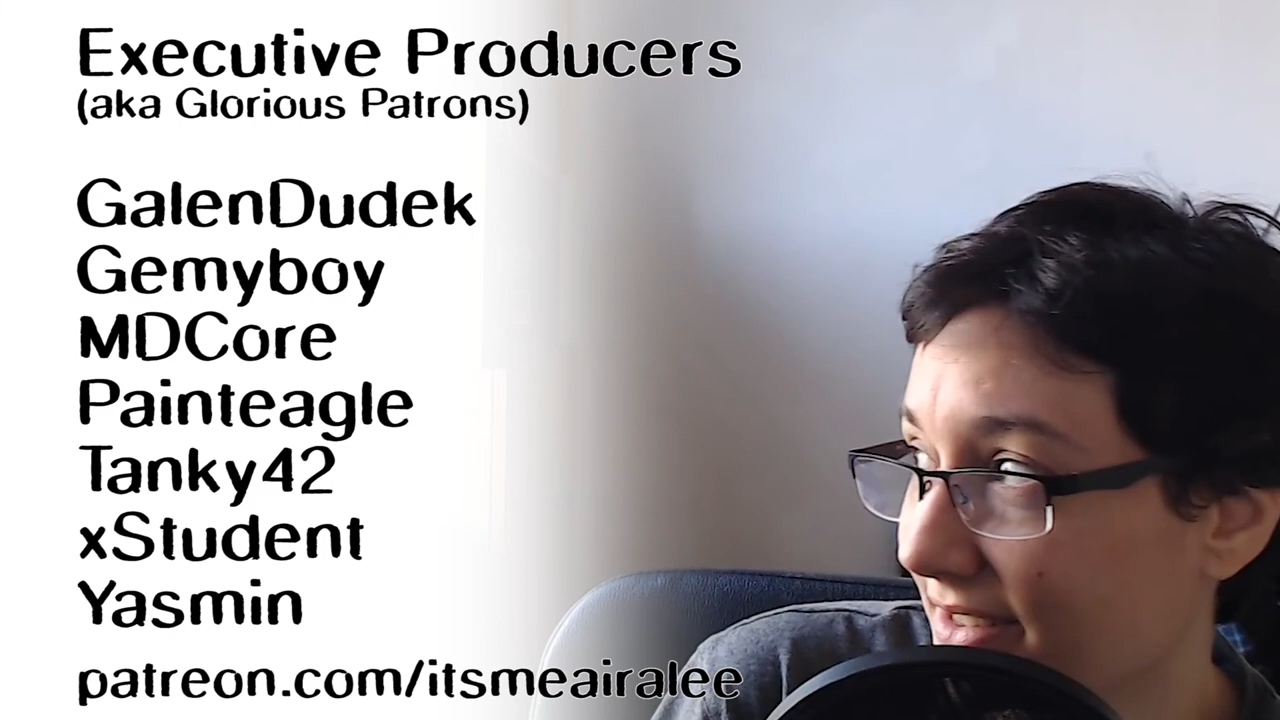 Executive Producers
(aka Glorious Patrons)
GalenDudek
Gemyboy
MDCore
Painteagle
Tanky42
xStudent
Yasmin
patreon.com/itsmeairalee